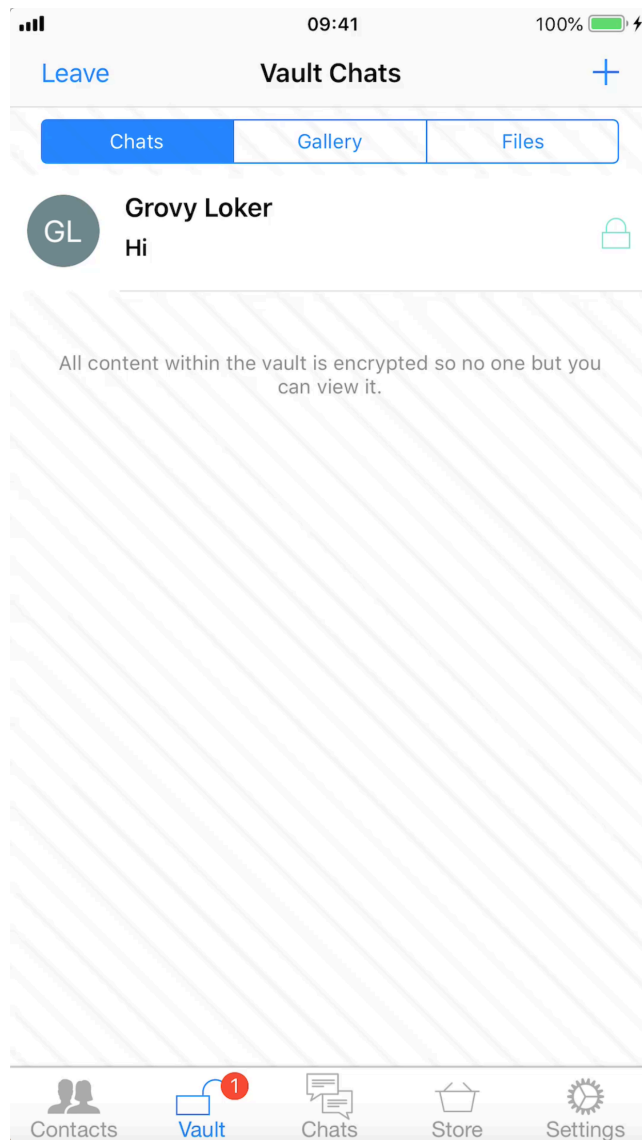 09:41 100%
Leave Vault Chats +
Chats Gallery Files
GL Grovy Loker
Hi
All content within the vault is encrypted so no one but you
can view it.
1
Contacts Vault Chats Store Settings